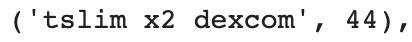 ('tslim x2 dexcom', 44),